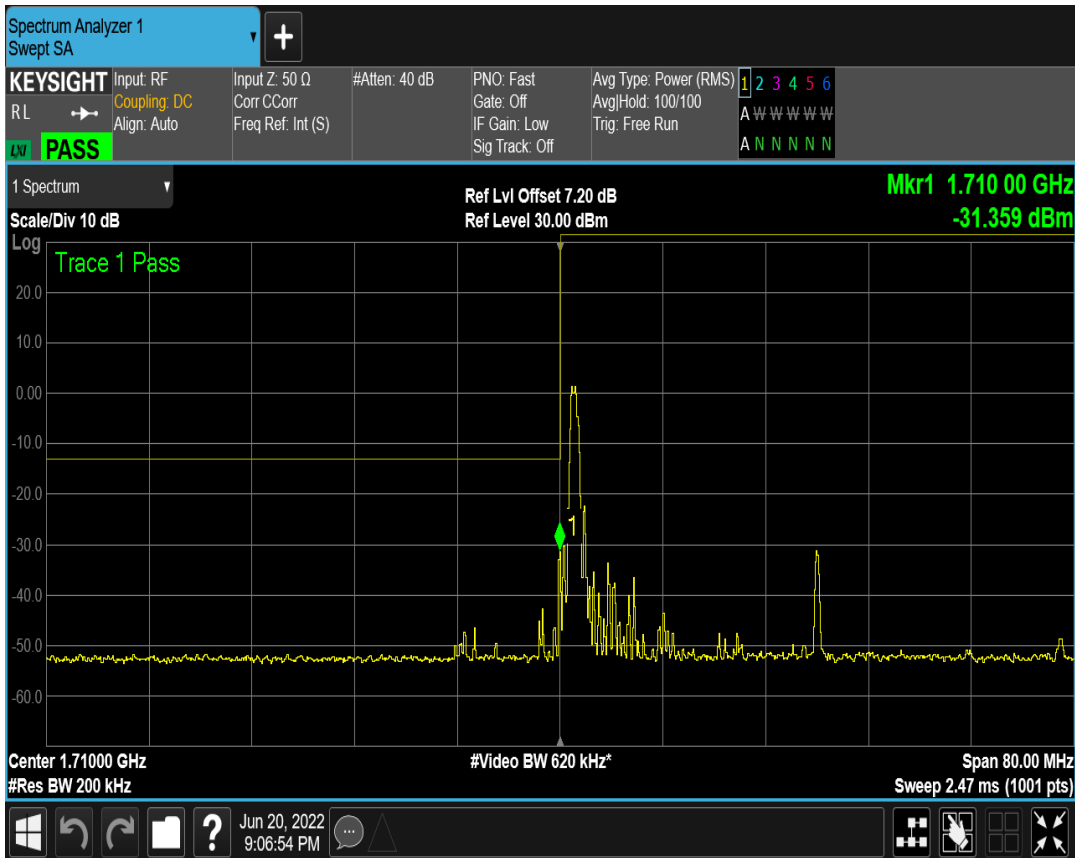 Spectrum Analyzer 1
Swept SA
+
KEYSIGHT
RL
LXI PASS
Input: RF
Coupling: DC
Align: Auto
Input Z: 50 Ω
Corr CCorr
Freq Ref: Int (S)
#Atten: 40 dB
PNO: Fast
Gate: Off
IF Gain: Low
Sig Track: Off
Avg Type: Power (RMS)
Avg|Hold: 100/100
Trig: Free Run
1 2 3 4 5 6
A W W W W W
A N N N N N
1 Spectrum
Scale/Div 10 dB
Ref Lvl Offset 7.20 dB
Ref Level 30.00 dBm
Mkr1 1.710 00 GHz
-31.359 dBm
Log
Trace 1 Pass
20.0
10.0
0.00
-10.0
-20.0
-30.0
-40.0
-50.0
-60.0
Center 1.71000 GHz
#Video BW 620 kHz*
Span 80.00 MHz
#Res BW 200 kHz
Sweep 2.47 ms (1001 pts)
?
Jun 20, 2022
9:06:54 PM